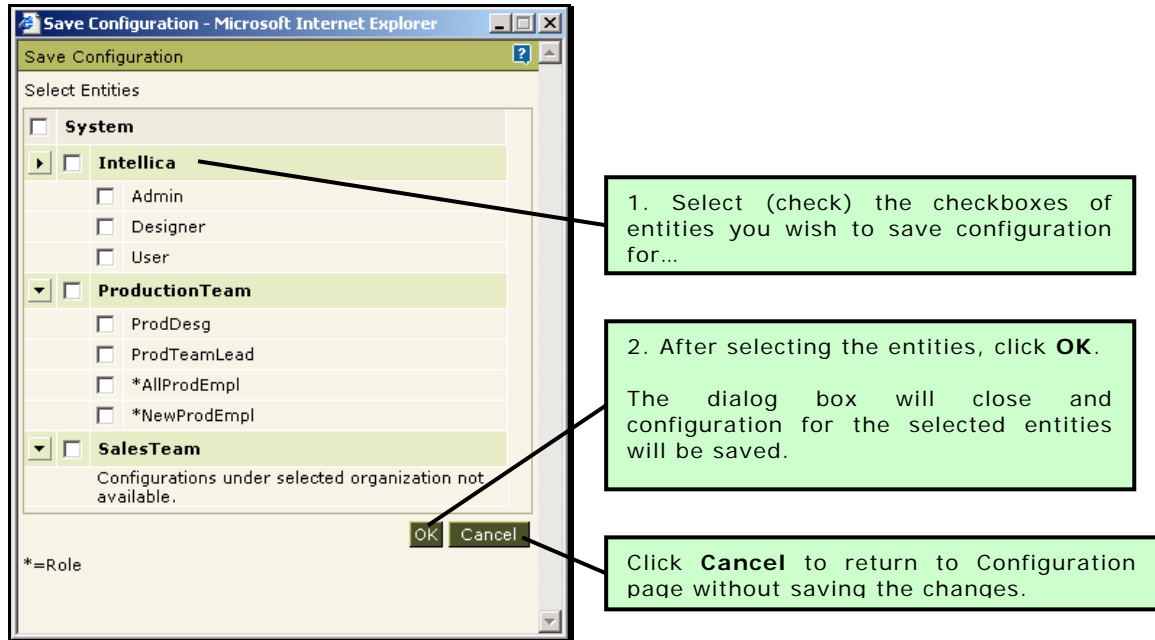 Save Configuration - Microsoft Internet Explorer
Save Configuration
Select Entities
System
Intellica
Admin
Designer
User
ProductionTeam
ProdDesg
ProdTeamLead
*AllProdEmpl
*NewProdEmpl
SalesTeam
Configurations under selected organization not
available.
OK Cancel
*=Role
1. Select (check) the checkboxes of
entities you wish to save configuration
for…
2. After selecting the entities, click OK.
The dialog box will close and
configuration for the selected entities
will be saved.
Click Cancel to return to Configuration
page without saving the changes.